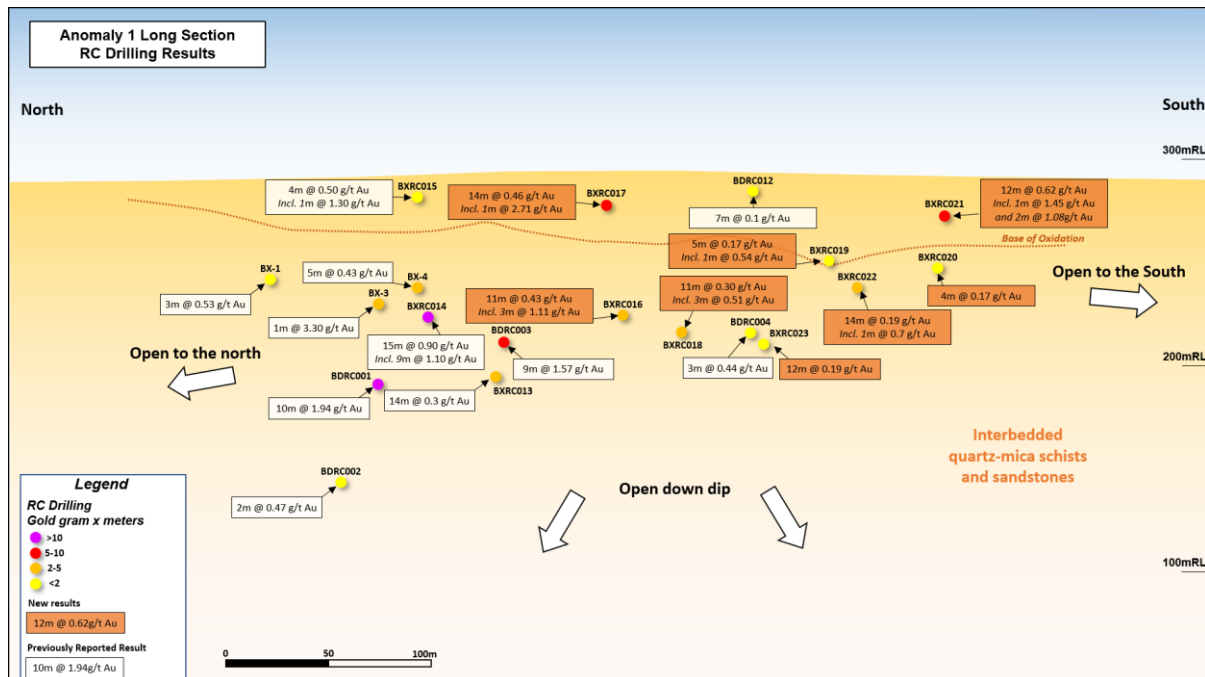 Anomaly 1 Long Section
RC Drilling Results
North
South
300mRL
4m @ 0.50 g/t Au
Incl. 1m @ 1.30 g/t Au
BXRC015
14m @ 0.46 g/t Au
Incl. 1m @ 2.71 g/t Au
BXRC017
BDRC012
7m @ 0.1 g/t Au
BXRC021
12m @ 0.62 g/t Au
Incl. 1m @ 1.45 g/t Au
and 2m @ 1.08g/t Au
Base of Oxidation
5m @ 0.17 g/t Au
Incl. 1m @ 0.54 g/t Au
BXRC019
BXRC020
4m @ 0.17 g/t Au
Open to the South
BX-1
3m @ 0.53 g/t Au
5m @ 0.43 g/t Au
BX-4
BX-3
1m @ 3.30 g/t Au
BXRC014
15m @ 0.90 g/t Au
Incl. 9m @ 1.10 g/t Au
11m @ 0.43 g/t Au
Incl. 3m @ 1.11 g/t Au
BXRC016
BDRC003
9m @ 1.57 g/t Au
11m @ 0.30 g/t Au
Incl. 3m @ 0.51 g/t Au
BXRC018
BXRC022
14m @ 0.19 g/t Au
Incl. 1m @ 0.7 g/t Au
BDRC004
BXRC023
3m @ 0.44 g/t Au
12m @ 0.19 g/t Au
200mRL
Open to the north
BDRC001
10m @ 1.94 g/t Au
14m @ 0.3 g/t Au
BXRC013
BDRC002
2m @ 0.47 g/t Au
Open down dip
Interbedded
quartz-mica schists
and sandstones
100mRL
Legend
RC Drilling
Gold gram x meters
>10
5-10
2-5
<2
New results
12m @ 0.62g/t Au
Previously Reported Result
10m @ 1.94g/t Au
0 50 100m